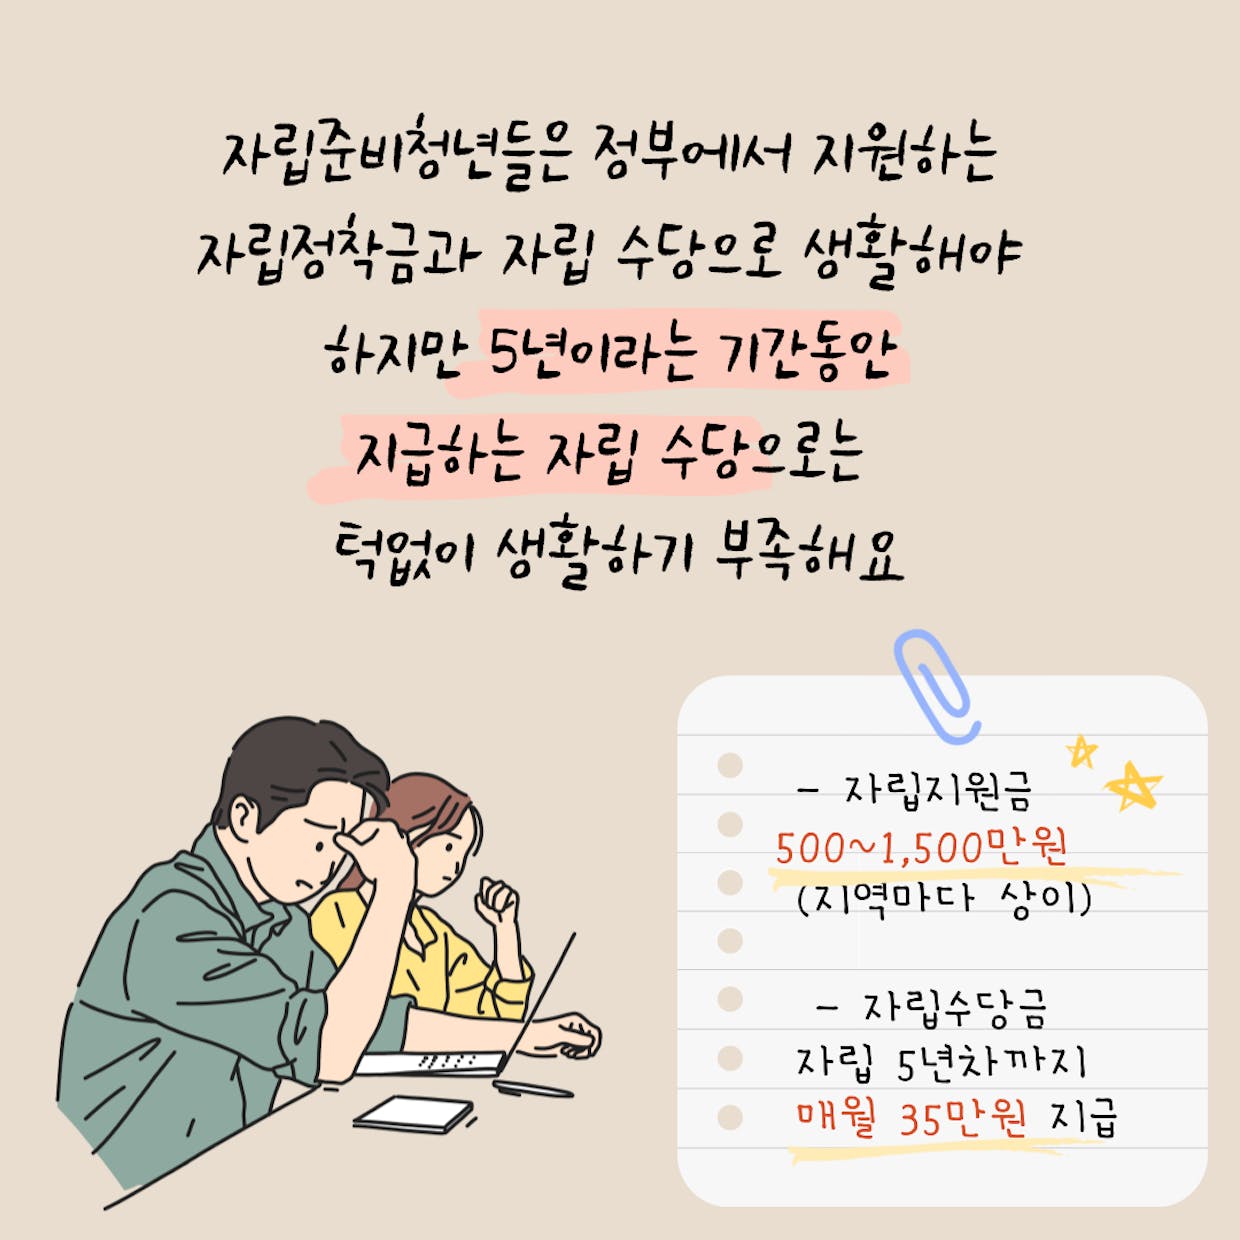 자립준비청년들은 정부에서 지원하는
자립정착금과 자립 수당으로 생활해야
하지만 5년이라는 기간동안
지급하는 자립 수당으로는
턱없이 생활하기 부족해요
- 자립지원금
500~1,500만원
(지역마다 상이)
- 자립수당금
자립 5년차까지
매월 35만원 지급